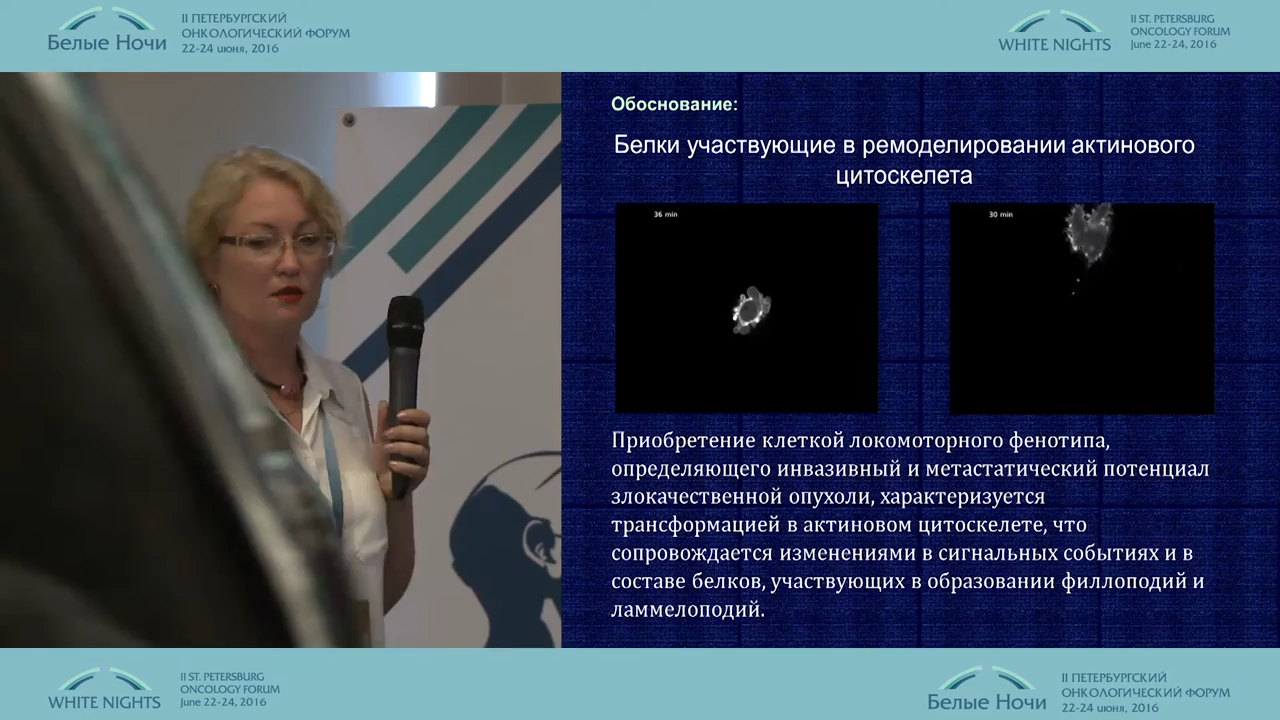 II ПЕТЕРБУРГСКИЙ
ОНКОЛОГИЧЕСКИЙ ФОРУМ
22-24 июня, 2016
Белые Ночи
WHITE NIGHTS
II ST. PETERSBURG
ONCOLOGY FORUM
June 22-24, 2016
Обоснование:
Белки участвующие в ремоделировании актинового
цитоскелета
36 min
30 min
Приобретение клеткой локомоторного фенотипа,
определяющего инвазивный и метастатический потенциал
злокачественной опухоли, характеризуется
трансформацией в актиновом цитоскелете, что
сопровождается изменениями в сигнальных событиях и в
составе белков, участвующих в образовании филлоподий и
ламмелоподий.
WHITE NIGHTS
II ST. PETERSBURG
ONCOLOGY FORUM
June 22-24, 2016
Белые Ночи
II ПЕТЕРБУРГСКИЙ
ОНКОЛОГИЧЕСКИЙ ФОРУМ
22-24 июня, 2016